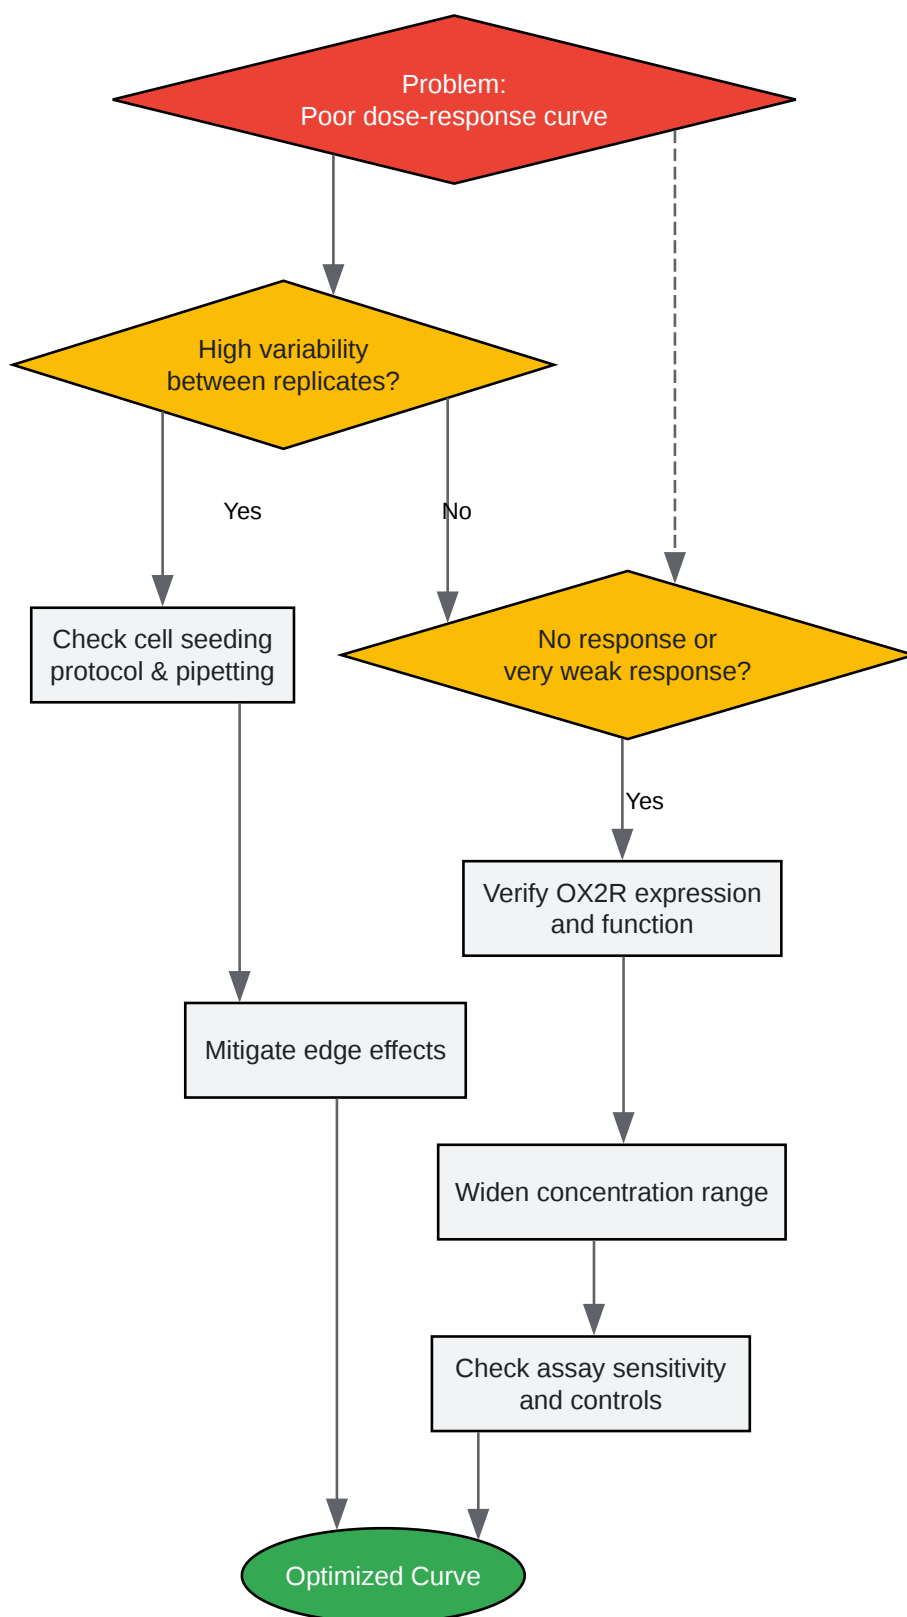 Problem:
Poor dose-response curve
High variability
between replicates?
Yes
No
Check cell seeding
protocol & pipetting
No response or
very weak response?
Yes
Verify OX2R expression
and function
Mitigate edge effects
Widen concentration range
Check assay sensitivity
and controls
Optimized Curve